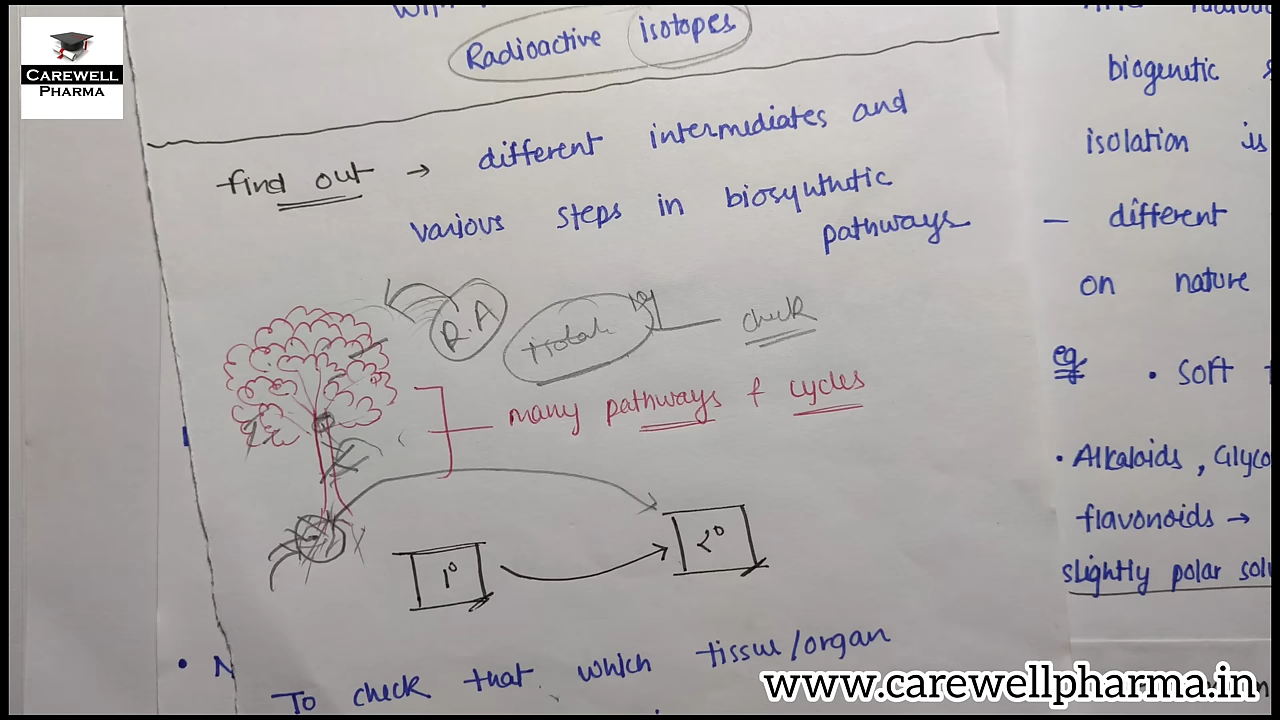 CAREWELL
PHARMA
Radioactive isotopes
find out → different intermediates and
various steps in biosynthetic
pathways
R.A
check
many pathways & cycles
1°
2°
• N
To check that which tissue/organ
biogenetic
isolation is
– different
on nature
eg • Soft
• Alkaloids, Glyco
flavonoids →
slightly polar sol
www.carewellpharma.in